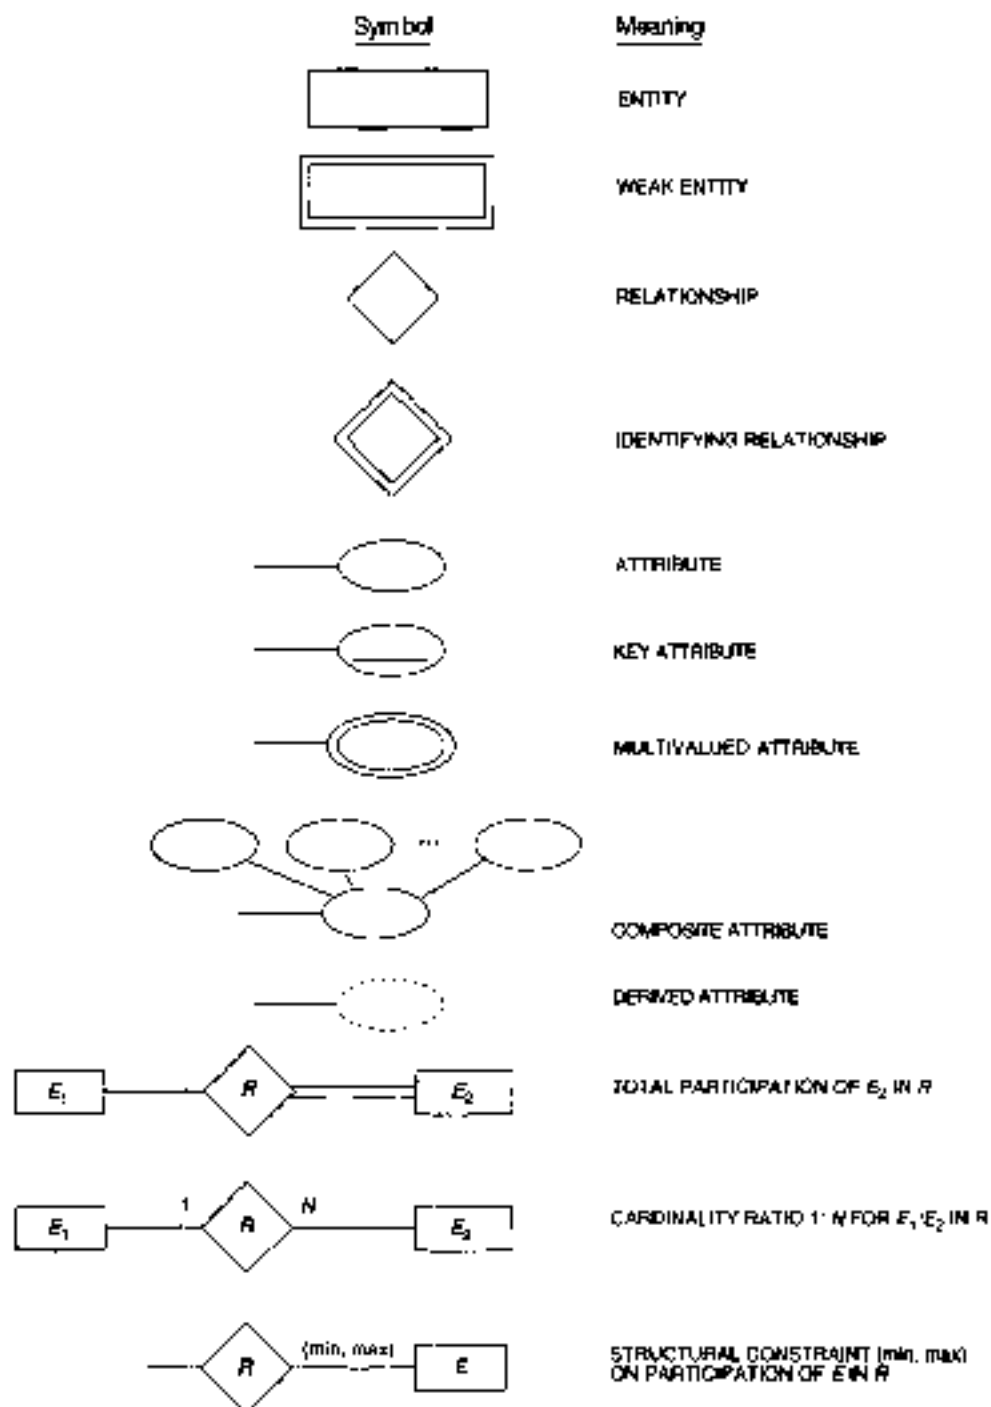 Symbol Meaning
ENTITY
WEAK ENTITY
RELATIONSHIP
IDENTIFYING RELATIONSHIP
ATTRIBUTE
KEY ATTRIBUTE
MULTIVALUED ATTRIBUTE
...
COMPOSITE ATTRIBUTE
DERIVED ATTRIBUTE
E₁ R E₂ TOTAL PARTICIPATION OF E₂ IN R
E₁ 1 R N E₂ CARDINALITY RATIO 1:N FOR E₁:E₂ IN R
R (min, max) E STRUCTURAL CONSTRAINT (min, max)
ON PARTICIPATION OF E IN R